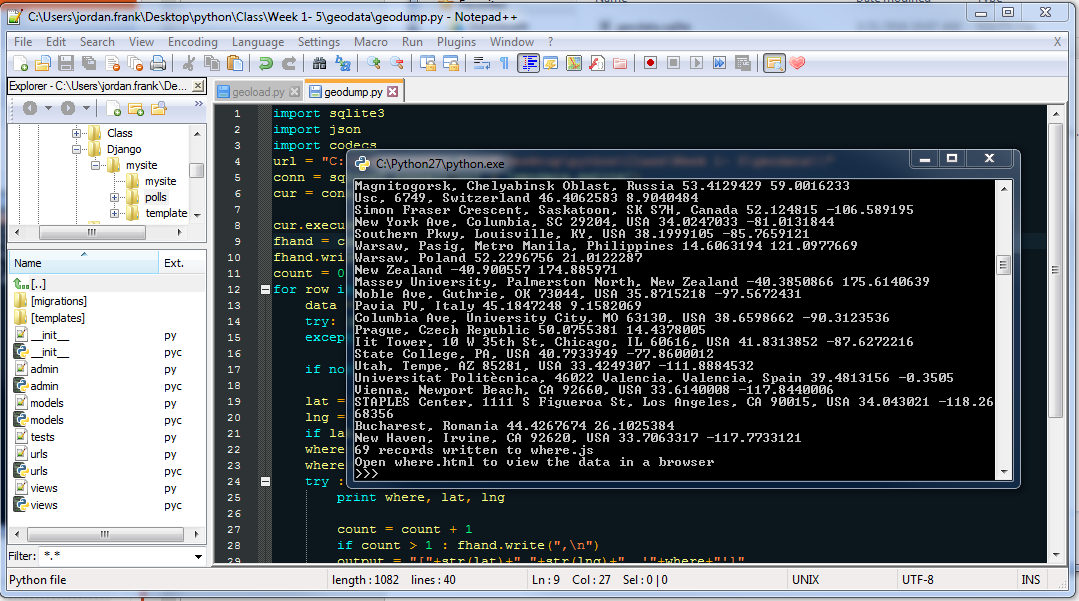 C:\Users\jordan.frank\Desktop\python\Class\Week 1- 5\geodata\geodump.py - Notepad++
File Edit Search View Encoding Language Settings Macro Run Plugins Window ? X
Explorer - C:\Users\jordan.frank\De...
Class
Django
mysite
mysite
polls
template
Name Ext.
[..]
[migrations]
[templates]
__init__ py
__init__ pyc
admin py
admin pyc
models py
models pyc
tests py
urls py
urls pyc
views py
views pyc
Filter: *.*
geoload.py geodump.py
1 import sqlite3
2 import json
3 import codecs
4 url = "C:
5 conn = sq
6 cur = con
7
8 cur.execu
9 fhand = c
10 fhand.wri
11 count = 0
12 for row i
13 data
14 try:
15 excep
16
17 if no
18
19 lat =
20 lng =
21 if la
22 where
23 where
24 try :
25 print where, lat, lng
26
27 count = count + 1
28 if count > 1 : fhand.write(",\n")
29 output = "["+str(lat)+","+str(lng)+", '"+where+"']"
C:\Python27\python.exe
Magnitogorsk, Chelyabinsk Oblast, Russia 53.4129429 59.0016233
Usc, 6749, Switzerland 46.4062583 8.9040484
Simon Fraser Crescent, Saskatoon, SK S7H, Canada 52.124815 -106.589195
New York Ave, Columbia, SC 29204, USA 34.0247033 -81.0131844
Southern Pkwy, Louisville, KY, USA 38.1999105 -85.7659121
Warsaw, Pasig, Metro Manila, Philippines 14.6063194 121.0977669
Warsaw, Poland 52.2296756 21.0122287
New Zealand -40.900557 174.885971
Massey University, Palmerston North, New Zealand -40.3850866 175.6140639
Noble Ave, Guthrie, OK 73044, USA 35.8715218 -97.5672431
Pavia PV, Italy 45.1847248 9.1582069
Columbia Ave, University City, MO 63130, USA 38.6598662 -90.3123536
Prague, Czech Republic 50.0755381 14.4378005
Iit Tower, 10 W 35th St, Chicago, IL 60616, USA 41.8313852 -87.6272216
State College, PA, USA 40.7933949 -77.8600012
Utah, Tempe, AZ 85281, USA 33.4249307 -111.8884532
Universitat Politècnica, 46022 Valencia, Valencia, Spain 39.4813156 -0.3505
Vienna, Newport Beach, CA 92660, USA 33.6140008 -117.8440006
STAPLES Center, 1111 S Figueroa St, Los Angeles, CA 90015, USA 34.043021 -118.26
68356
Bucharest, Romania 44.4267674 26.1025384
New Haven, Irvine, CA 92620, USA 33.7063317 -117.7733121
69 records written to where.js
Open where.html to view the data in a browser
>>>
Python file length : 1082 lines : 40 Ln : 9 Col : 27 Sel : 0 | 0 UNIX UTF-8 INS